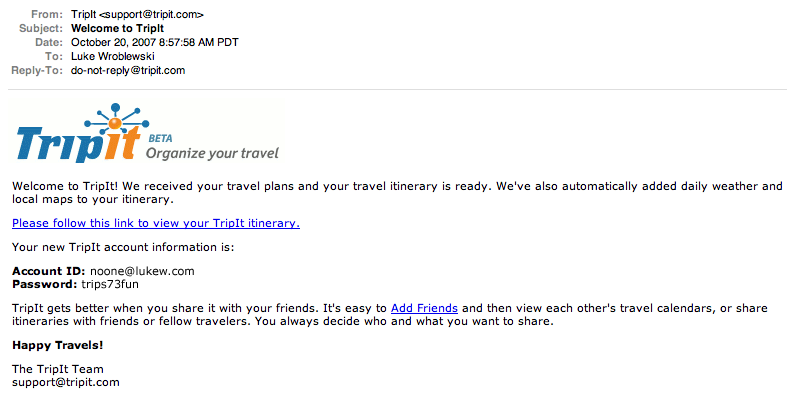 From: TripIt <support@tripit.com>
Subject: Welcome to TripIt
Date: October 20, 2007 8:57:58 AM PDT
To: Luke Wroblewski
Reply-To: do-not-reply@tripit.com
TripIt BETA
Organize your travel
Welcome to TripIt! We received your travel plans and your travel itinerary is ready. We've also automatically added daily weather and
local maps to your itinerary.
Please follow this link to view your TripIt itinerary.
Your new TripIt account information is:
Account ID: noone@lukew.com
Password: trips73fun
TripIt gets better when you share it with your friends. It's easy to Add Friends and then view each other's travel calendars, or share
itineraries with friends or fellow travelers. You always decide who and what you want to share.
Happy Travels!
The TripIt Team
support@tripit.com